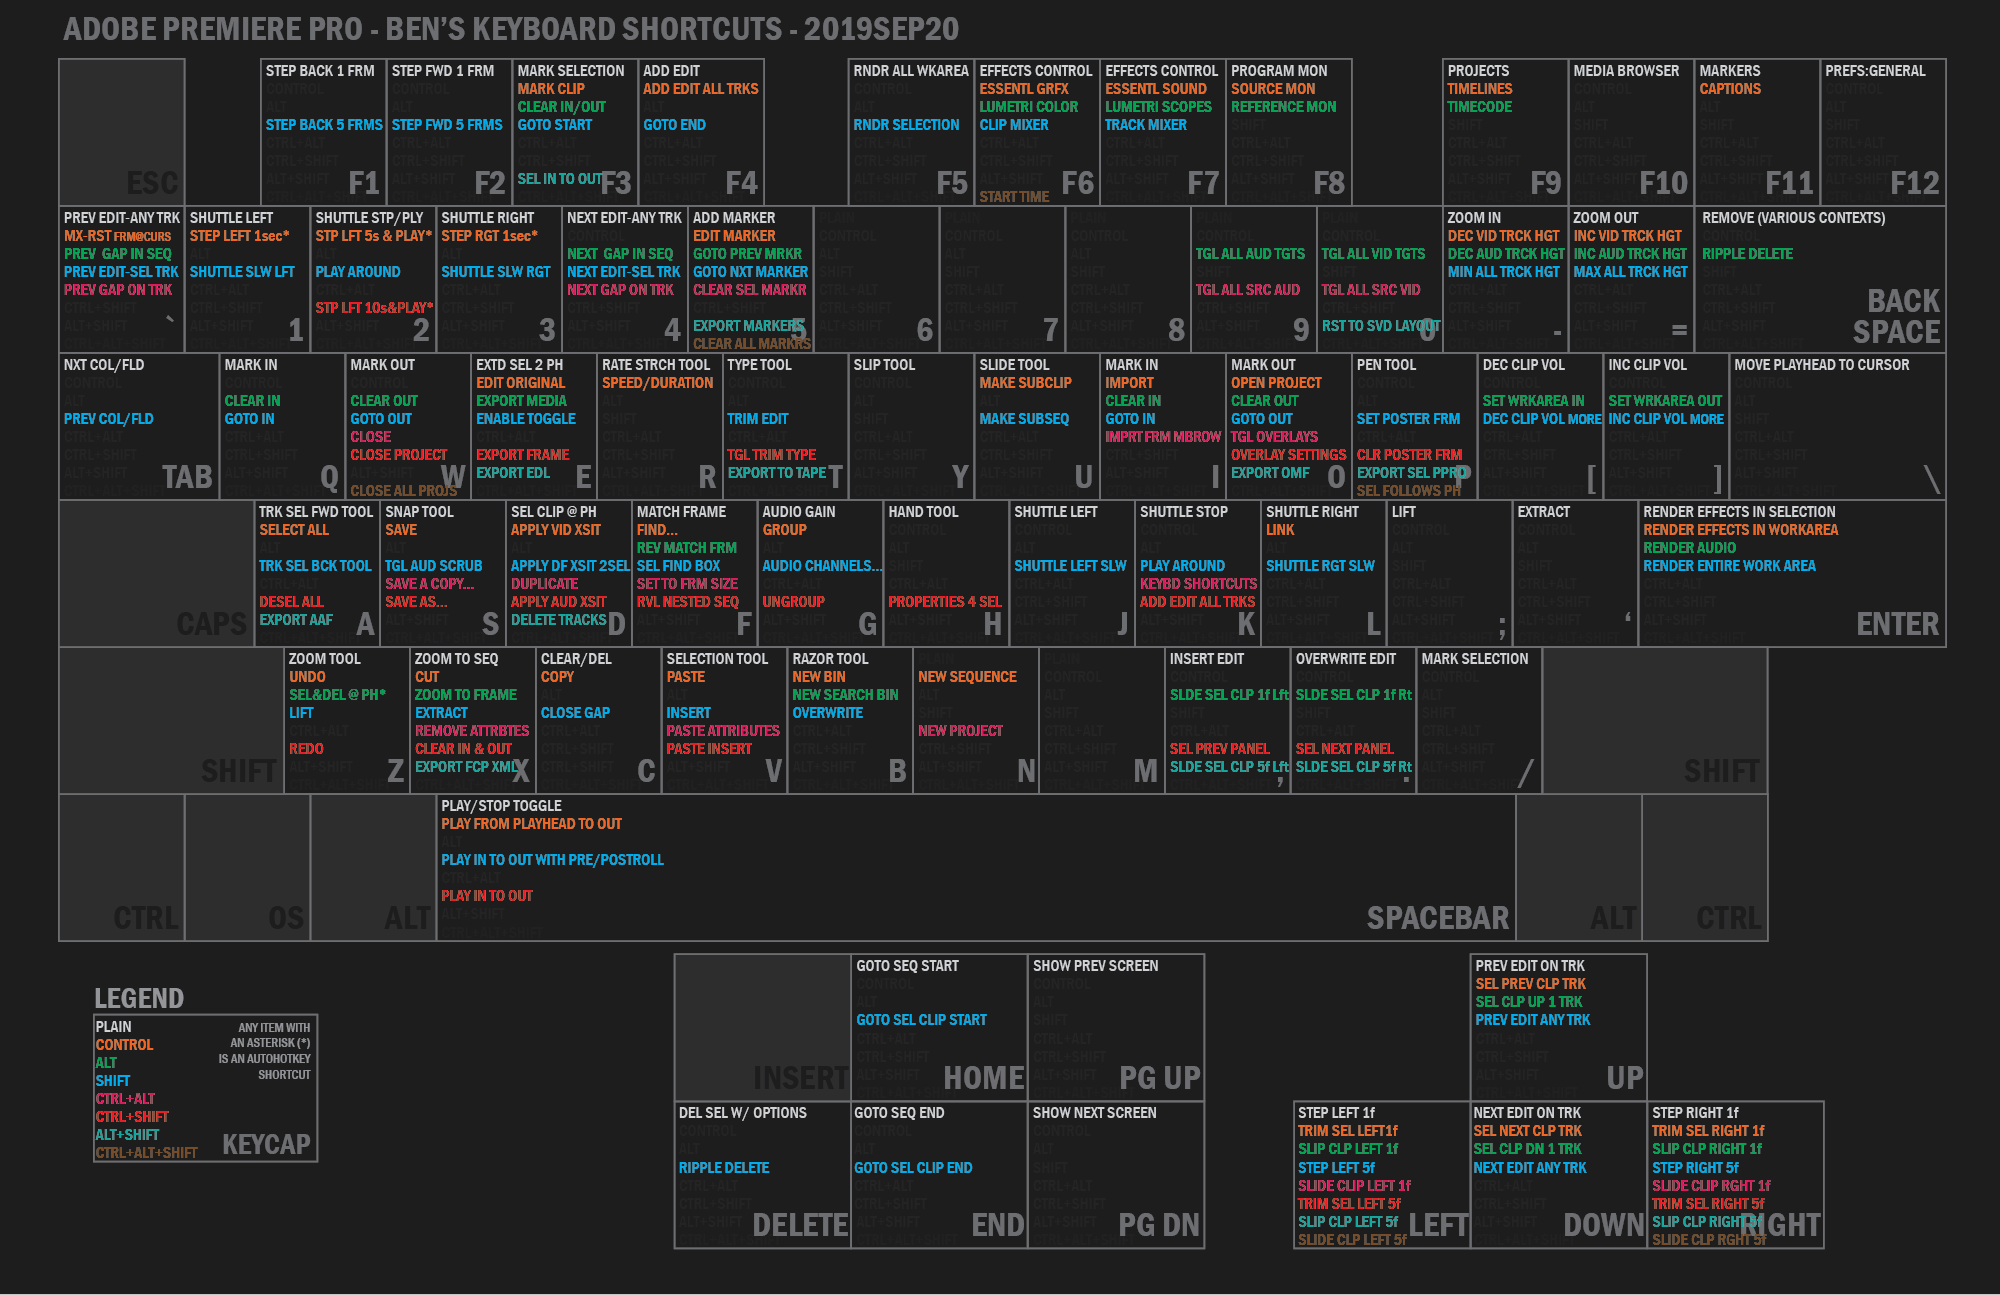 ADOBE PREMIERE PRO - BEN'S KEYBOARD SHORTCUTS - 2019SEP20
ESC
STEP BACK 1 FRM
CONTROL
ALT
STEP BACK 5 FRMS
CTRL+ALT
CTRL+SHIFT
ALT+SHIFT
F1
STEP FWD 1 FRM
CONTROL
ALT
STEP FWD 5 FRMS
CTRL+ALT
CTRL+SHIFT
ALT+SHIFT
F2
MARK SELECTION
MARK CLIP
CLEAR IN/OUT
GOTO START
CTRL+ALT
CTRL+SHIFT
SEL IN TO OUT
F3
ADD EDIT
ADD EDIT ALL TRKS
ALT
GOTO END
CTRL+ALT
CTRL+SHIFT
ALT+SHIFT
F4
RNDR ALL WKAREA
CONTROL
ALT
RNDR SELECTION
CTRL+ALT
CTRL+SHIFT
ALT+SHIFT
F5
EFFECTS CONTROL
ESSENTL GRFX
LUMETRI COLOR
CLIP MIXER
CTRL+ALT
CTRL+SHIFT
ALT+SHIFT
START TIME
F6
EFFECTS CONTROL
ESSENTL SOUND
LUMETRI SCOPES
TRACK MIXER
CTRL+ALT
CTRL+SHIFT
ALT+SHIFT
F7
PROGRAM MON
SOURCE MON
REFERENCE MON
SHIFT
CTRL+ALT
CTRL+SHIFT
ALT+SHIFT
F8
PROJECTS
TIMELINES
TIMECODE
SHIFT
CTRL+ALT
CTRL+SHIFT
ALT+SHIFT
F9
MEDIA BROWSER
CONTROL
ALT
SHIFT
CTRL+ALT
CTRL+SHIFT
ALT+SHIFT
F10
MARKERS
CAPTIONS
ALT
SHIFT
CTRL+ALT
CTRL+SHIFT
ALT+SHIFT
F11
PREFS:GENERAL
CONTROL
ALT
SHIFT
CTRL+ALT
CTRL+SHIFT
ALT+SHIFT
F12
PREV EDIT-ANY TRK
MX-RST FRM@CURS
PREV GAP IN SEQ
PREV EDIT-SEL TRK
PREV GAP ON TRK
CTRL+SHIFT
ALT+SHIFT
`
SHUTTLE LEFT
STEP LEFT 1sec*
ALT
SHUTTLE SLW LFT
CTRL+ALT
CTRL+SHIFT
ALT+SHIFT
1
SHUTTLE STP/PLY
STP LFT 5s & PLAY*
ALT
PLAY AROUND
CTRL+ALT
STP LFT 10s&PLAY*
ALT+SHIFT
2
SHUTTLE RIGHT
STEP RGT 1sec*
ALT
SHUTTLE SLW RGT
CTRL+ALT
CTRL+SHIFT
ALT+SHIFT
3
NEXT EDIT-ANY TRK
CONTROL
NEXT GAP IN SEQ
NEXT EDIT-SEL TRK
NEXT GAP ON TRK
CTRL+SHIFT
ALT+SHIFT
4
ADD MARKER
EDIT MARKER
GOTO PREV MRKR
GOTO NXT MARKER
CLEAR SEL MARKR
CTRL+SHIFT
EXPORT MARKERS
CLEAR ALL MARKRS
5
PLAIN
CONTROL
ALT
SHIFT
CTRL+ALT
CTRL+SHIFT
ALT+SHIFT
6
PLAIN
CONTROL
ALT
SHIFT
CTRL+ALT
CTRL+SHIFT
ALT+SHIFT
7
PLAIN
CONTROL
ALT
SHIFT
CTRL+ALT
CTRL+SHIFT
ALT+SHIFT
8
PLAIN
CONTROL
TGL ALL AUD TGTS
SHIFT
TGL ALL SRC AUD
CTRL+SHIFT
ALT+SHIFT
9
PLAIN
CONTROL
TGL ALL VID TGTS
SHIFT
TGL ALL SRC VID
CTRL+SHIFT
RST TO SVD LAYOUT
0
ZOOM IN
DEC VID TRCK HGT
DEC AUD TRCK HGT
MIN ALL TRCK HGT
CTRL+ALT
CTRL+SHIFT
ALT+SHIFT
-
ZOOM OUT
INC VID TRCK HGT
INC AUD TRCK HGT
MAX ALL TRCK HGT
CTRL+ALT
CTRL+SHIFT
ALT+SHIFT
=
REMOVE (VARIOUS CONTEXTS)
CONTROL
RIPPLE DELETE
SHIFT
CTRL+ALT
CTRL+SHIFT
ALT+SHIFT
BACK
SPACE
NXT COL/FLD
CONTROL
ALT
PREV COL/FLD
CTRL+ALT
CTRL+SHIFT
ALT+SHIFT
TAB
MARK IN
CONTROL
CLEAR IN
GOTO IN
CTRL+ALT
CTRL+SHIFT
ALT+SHIFT
Q
MARK OUT
CONTROL
CLEAR OUT
GOTO OUT
CLOSE
CLOSE PROJECT
ALT+SHIFT
CLOSE ALL PROJS
W
EXTD SEL 2 PH
EDIT ORIGINAL
EXPORT MEDIA
ENABLE TOGGLE
CTRL+ALT
EXPORT FRAME
EXPORT EDL
E
RATE STRCH TOOL
SPEED/DURATION
ALT
SHIFT
CTRL+ALT
CTRL+SHIFT
ALT+SHIFT
R
TYPE TOOL
CONTROL
ALT
TRIM EDIT
CTRL+ALT
TGL TRIM TYPE
EXPORT TO TAPE
T
SLIP TOOL
CONTROL
ALT
SHIFT
CTRL+ALT
CTRL+SHIFT
ALT+SHIFT
Y
SLIDE TOOL
MAKE SUBCLIP
ALT
MAKE SUBSEQ
CTRL+ALT
CTRL+SHIFT
ALT+SHIFT
U
MARK IN
IMPORT
CLEAR IN
GOTO IN
IMPRT FRM MBROW
CTRL+SHIFT
ALT+SHIFT
I
MARK OUT
OPEN PROJECT
CLEAR OUT
GOTO OUT
TGL OVERLAYS
OVERLAY SETTINGS
EXPORT OMF
O
PEN TOOL
CONTROL
ALT
SET POSTER FRM
CTRL+ALT
CLR POSTER FRM
EXPORT SEL PPRO
SEL FOLLOWS PH
P
DEC CLIP VOL
CONTROL
SET WRKAREA IN
DEC CLIP VOL MORE
CTRL+ALT
CTRL+SHIFT
ALT+SHIFT
[
INC CLIP VOL
CONTROL
SET WRKAREA OUT
INC CLIP VOL MORE
CTRL+ALT
CTRL+SHIFT
ALT+SHIFT
]
MOVE PLAYHEAD TO CURSOR
CONTROL
ALT
SHIFT
CTRL+ALT
CTRL+SHIFT
ALT+SHIFT
\
CAPS
TRK SEL FWD TOOL
SELECT ALL
ALT
TRK SEL BCK TOOL
CTRL+ALT
DESEL ALL
EXPORT AAF
A
SNAP TOOL
SAVE
ALT
TGL AUD SCRUB
SAVE A COPY...
SAVE AS...
ALT+SHIFT
S
SEL CLIP @ PH
APPLY VID XSIT
ALT
APPLY DF XSIT 2SEL
DUPLICATE
APPLY AUD XSIT
DELETE TRACKS
D
MATCH FRAME
FIND...
REV MATCH FRM
SEL FIND BOX
SET TO FRM SIZE
RVL NESTED SEQ
ALT+SHIFT
F
AUDIO GAIN
GROUP
ALT
AUDIO CHANNELS...
CTRL+ALT
UNGROUP
ALT+SHIFT
G
HAND TOOL
CONTROL
ALT
SHIFT
CTRL+ALT
PROPERTIES 4 SEL
ALT+SHIFT
H
SHUTTLE LEFT
CONTROL
ALT
SHUTTLE LEFT SLW
CTRL+ALT
CTRL+SHIFT
ALT+SHIFT
J
SHUTTLE STOP
CONTROL
ALT
PLAY AROUND
KEYBD SHORTCUTS
ADD EDIT ALL TRKS
ALT+SHIFT
K
SHUTTLE RIGHT
LINK
ALT
SHUTTLE RGT SLW
CTRL+ALT
CTRL+SHIFT
ALT+SHIFT
L
LIFT
CONTROL
ALT
SHIFT
CTRL+ALT
CTRL+SHIFT
ALT+SHIFT
;
EXTRACT
CONTROL
ALT
SHIFT
CTRL+ALT
CTRL+SHIFT
ALT+SHIFT
‘
RENDER EFFECTS IN SELECTION
RENDER EFFECTS IN WORKAREA
RENDER AUDIO
RENDER ENTIRE WORK AREA
CTRL+ALT
CTRL+SHIFT
ALT+SHIFT
ENTER
SHIFT
ZOOM TOOL
UNDO
SEL&DEL @ PH*
LIFT
CTRL+ALT
REDO
ALT+SHIFT
Z
ZOOM TO SEQ
CUT
ZOOM TO FRAME
EXTRACT
REMOVE ATTRBTES
CLEAR IN & OUT
EXPORT FCP XML
X
CLEAR/DEL
COPY
ALT
CLOSE GAP
CTRL+ALT
CTRL+SHIFT
ALT+SHIFT
C
SELECTION TOOL
PASTE
ALT
INSERT
PASTE ATTRIBUTES
PASTE INSERT
ALT+SHIFT
V
RAZOR TOOL
NEW BIN
NEW SEARCH BIN
OVERWRITE
CTRL+ALT
CTRL+SHIFT
ALT+SHIFT
B
PLAIN
NEW SEQUENCE
ALT
SHIFT
NEW PROJECT
CTRL+SHIFT
ALT+SHIFT
N
PLAIN
CONTROL
ALT
SHIFT
CTRL+ALT
CTRL+SHIFT
ALT+SHIFT
M
INSERT EDIT
CONTROL
SLDE SEL CLP 1f Lft
SHIFT
CTRL+ALT
SEL PREV PANEL
SLDE SEL CLP 5f Lft
,
OVERWRITE EDIT
CONTROL
SLDE SEL CLP 1f Rt
SHIFT
CTRL+ALT
SEL NEXT PANEL
SLDE SEL CLP 5f Rt
.
MARK SELECTION
CONTROL
ALT
SHIFT
CTRL+ALT
CTRL+SHIFT
ALT+SHIFT
/
SHIFT
CTRL
OS
ALT
PLAY/STOP TOGGLE
PLAY FROM PLAYHEAD TO OUT
ALT
PLAY IN TO OUT WITH PRE/POSTROLL
CTRL+ALT
PLAY IN TO OUT
ALT+SHIFT
CTRL+ALT+SHIFT
SPACEBAR
ALT
CTRL
LEGEND
PLAIN
CONTROL
ALT
SHIFT
CTRL+ALT
CTRL+SHIFT
ALT+SHIFT
CTRL+ALT+SHIFT
ANY ITEM WITH
AN ASTERISK (*)
IS AN AUTOHOTKEY
SHORTCUT
KEYCAP
INSERT
GOTO SEQ START
CONTROL
ALT
GOTO SEL CLIP START
CTRL+ALT
CTRL+SHIFT
ALT+SHIFT
HOME
SHOW PREV SCREEN
CONTROL
ALT
SHIFT
CTRL+ALT
CTRL+SHIFT
ALT+SHIFT
PG UP
DEL SEL W/ OPTIONS
CONTROL
ALT
RIPPLE DELETE
CTRL+ALT
CTRL+SHIFT
ALT+SHIFT
DELETE
GOTO SEQ END
CONTROL
ALT
GOTO SEL CLIP END
CTRL+ALT
CTRL+SHIFT
ALT+SHIFT
END
SHOW NEXT SCREEN
CONTROL
ALT
SHIFT
CTRL+ALT
CTRL+SHIFT
ALT+SHIFT
PG DN
PREV EDIT ON TRK
SEL PREV CLP TRK
SEL CLP UP 1 TRK
PREV EDIT ANY TRK
CTRL+ALT
CTRL+SHIFT
ALT+SHIFT
UP
STEP LEFT 1f
TRIM SEL LEFT1f
SLIP CLP LEFT 1f
STEP LEFT 5f
SLIDE CLIP LEFT 1f
TRIM SEL LEFT 5f
SLIP CLP LEFT 5f
SLIDE CLP LEFT 5f
LEFT
NEXT EDIT ON TRK
SEL NEXT CLP TRK
SEL CLP DN 1 TRK
NEXT EDIT ANY TRK
CTRL+ALT
CTRL+SHIFT
ALT+SHIFT
DOWN
STEP RIGHT 1f
TRIM SEL RIGHT 1f
SLIP CLP RIGHT 1f
STEP RIGHT 5f
SLIDE CLIP RGHT 1f
TRIM SEL RIGHT 5f
SLIP CLP RIGHT 5f
SLIDE CLP RGHT 5f
RIGHT